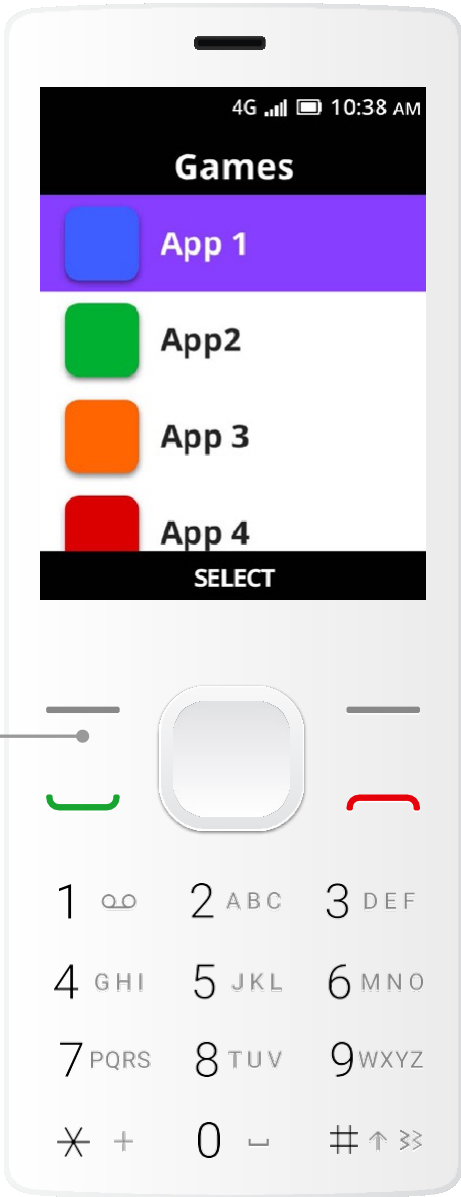 4G 10:38 AM
Games
App 1
App2
App 3
App 4
SELECT
1 2 ABC 3 DEF
4 GHI 5 JKL 6 MNO
7 PQRS 8 TUV 9 WXYZ
* + 0 #